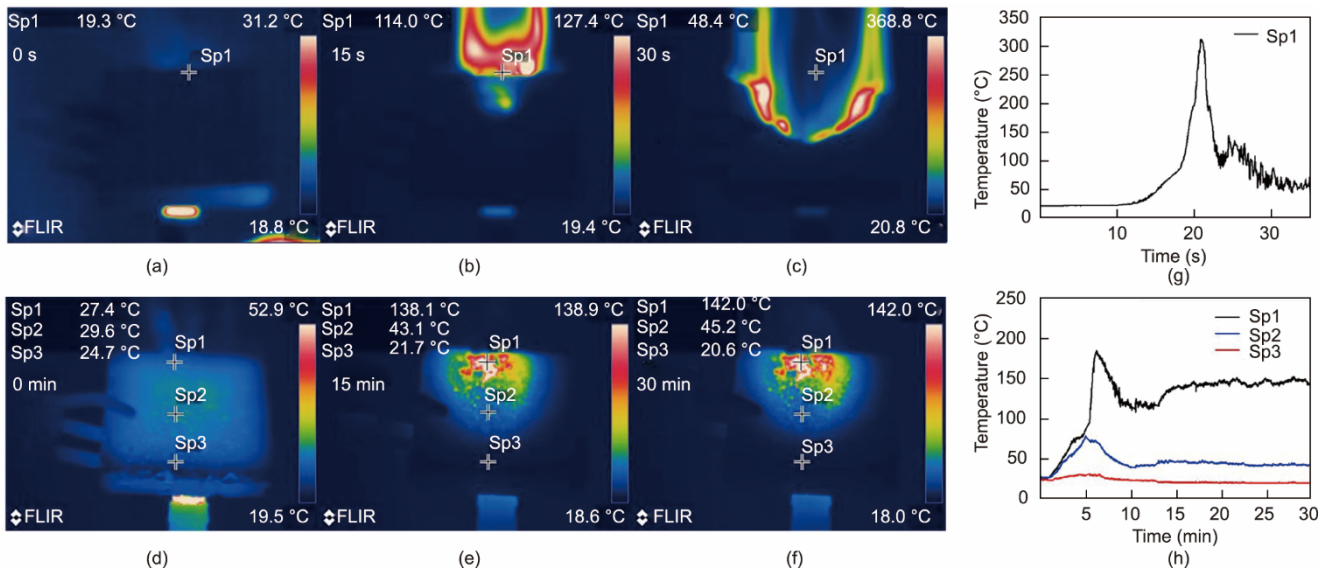 Sp1 19.3 °C 31.2 °C
0 s
Sp1
FLIR 18.8 °C
(a)
Sp1 114.0 °C 127.4 °C
15 s
Sp1
FLIR 19.4 °C
(b)
Sp1 48.4 °C 368.8 °C
30 s
Sp1
FLIR 20.8 °C
(c)
350
300
250
200
150
100
50
0
Temperature (°C)
Sp1
10 20 30
Time (s)
(g)
Sp1 27.4 °C 52.9 °C
Sp2 29.6 °C
Sp3 24.7 °C
0 min
Sp1
Sp2
Sp3
FLIR 19.5 °C
(d)
Sp1 138.1 °C 138.9 °C
Sp2 43.1 °C
Sp3 21.7 °C
15 min
Sp1
Sp2
Sp3
FLIR 18.6 °C
(e)
Sp1 142.0 °C 142.0 °C
Sp2 45.2 °C
Sp3 20.6 °C
30 min
Sp1
Sp2
Sp3
FLIR 18.0 °C
(f)
250
200
150
100
50
0
Temperature (°C)
Sp1
Sp2
Sp3
5 10 15 20 25 30
Time (min)
(h)